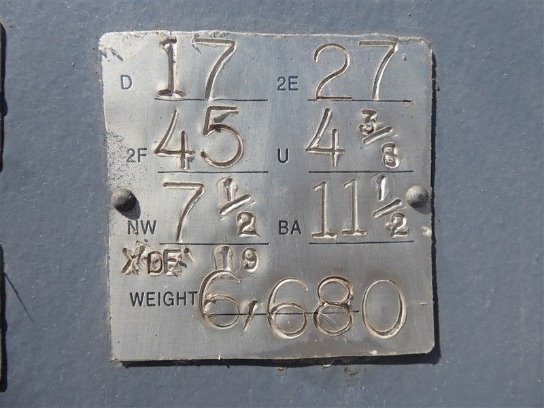 D 17 2E 27
2F 45 U 4 3/8
NW 7 1/2 BA 11 1/2
XDE 19
WEIGHT 6,680